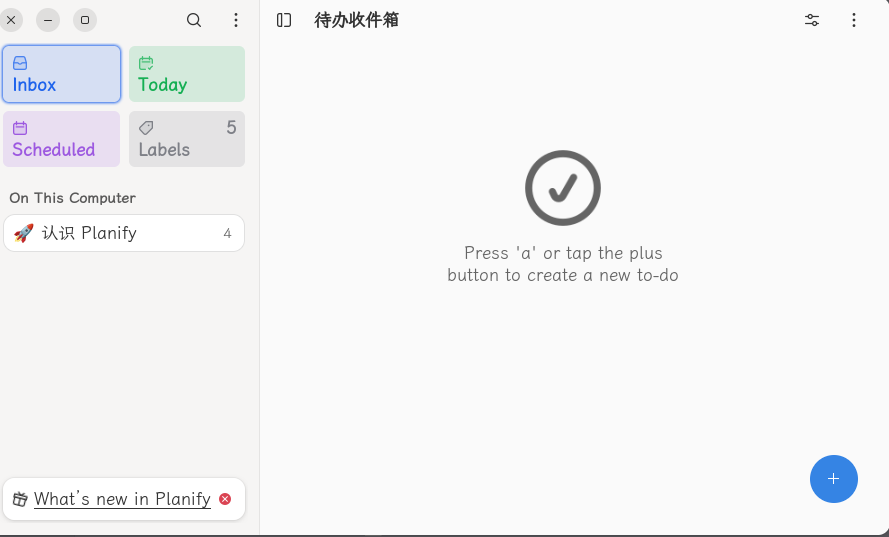 待办收件箱
Inbox
Today
Scheduled
5
Labels
On This Computer
🚀 认识 Planify 4
Press 'a' or tap the plus
button to create a new to-do
What's new in Planify